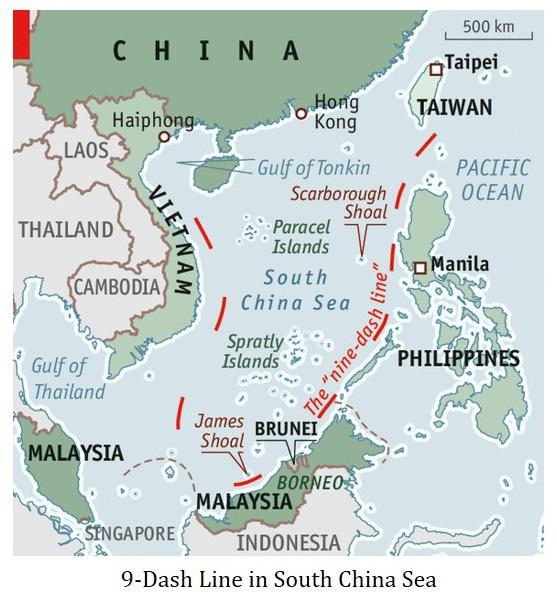 500 km
CHINA
Taipei
TAIWAN
Hong
Kong
Haiphong
LAOS
Gulf of Tonkin
PACIFIC
OCEAN
Scarborough
Shoal
VIETNAM
Paracel
Islands
THAILAND
Manila
South
China Sea
CAMBODIA
The "nine-dash line"
Spratly
Islands
PHILIPPINES
Gulf of
Thailand
James
Shoal
BRUNEI
MALAYSIA
BORNEO
MALAYSIA
SINGAPORE
INDONESIA
9-Dash Line in South China Sea